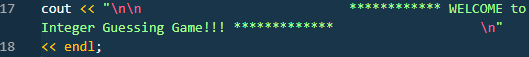 17 cout << "\n\n                          ************ WELCOME to
Integer Guessing Game!!! *************                   \n"
18 << endl;